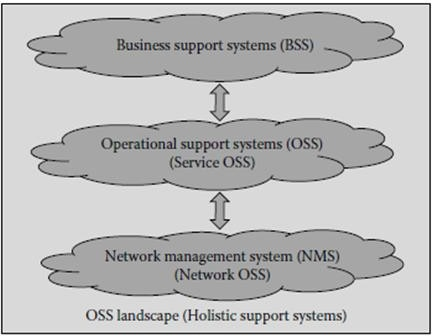 Business support systems (BSS)
Operational support systems (OSS)
(Service OSS)
Network management system (NMS)
(Network OSS)
OSS landscape (Holistic support systems)